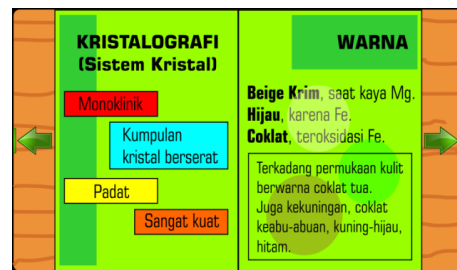 KRISTALOGRAFI
(Sistem Kristal)
Monoklinik
Kumpulan
kristal berserat
Padat
Sangat kuat
WARNA
Beige Krim, saat kaya Mg.
Hijau, karena Fe.
Coklat, teroksidasi Fe.
Terkadang permukaan kulit
berwarna coklat tua.
Juga kekuningan, coklat
keabu-abuan, kuning-hijau,
hitam.